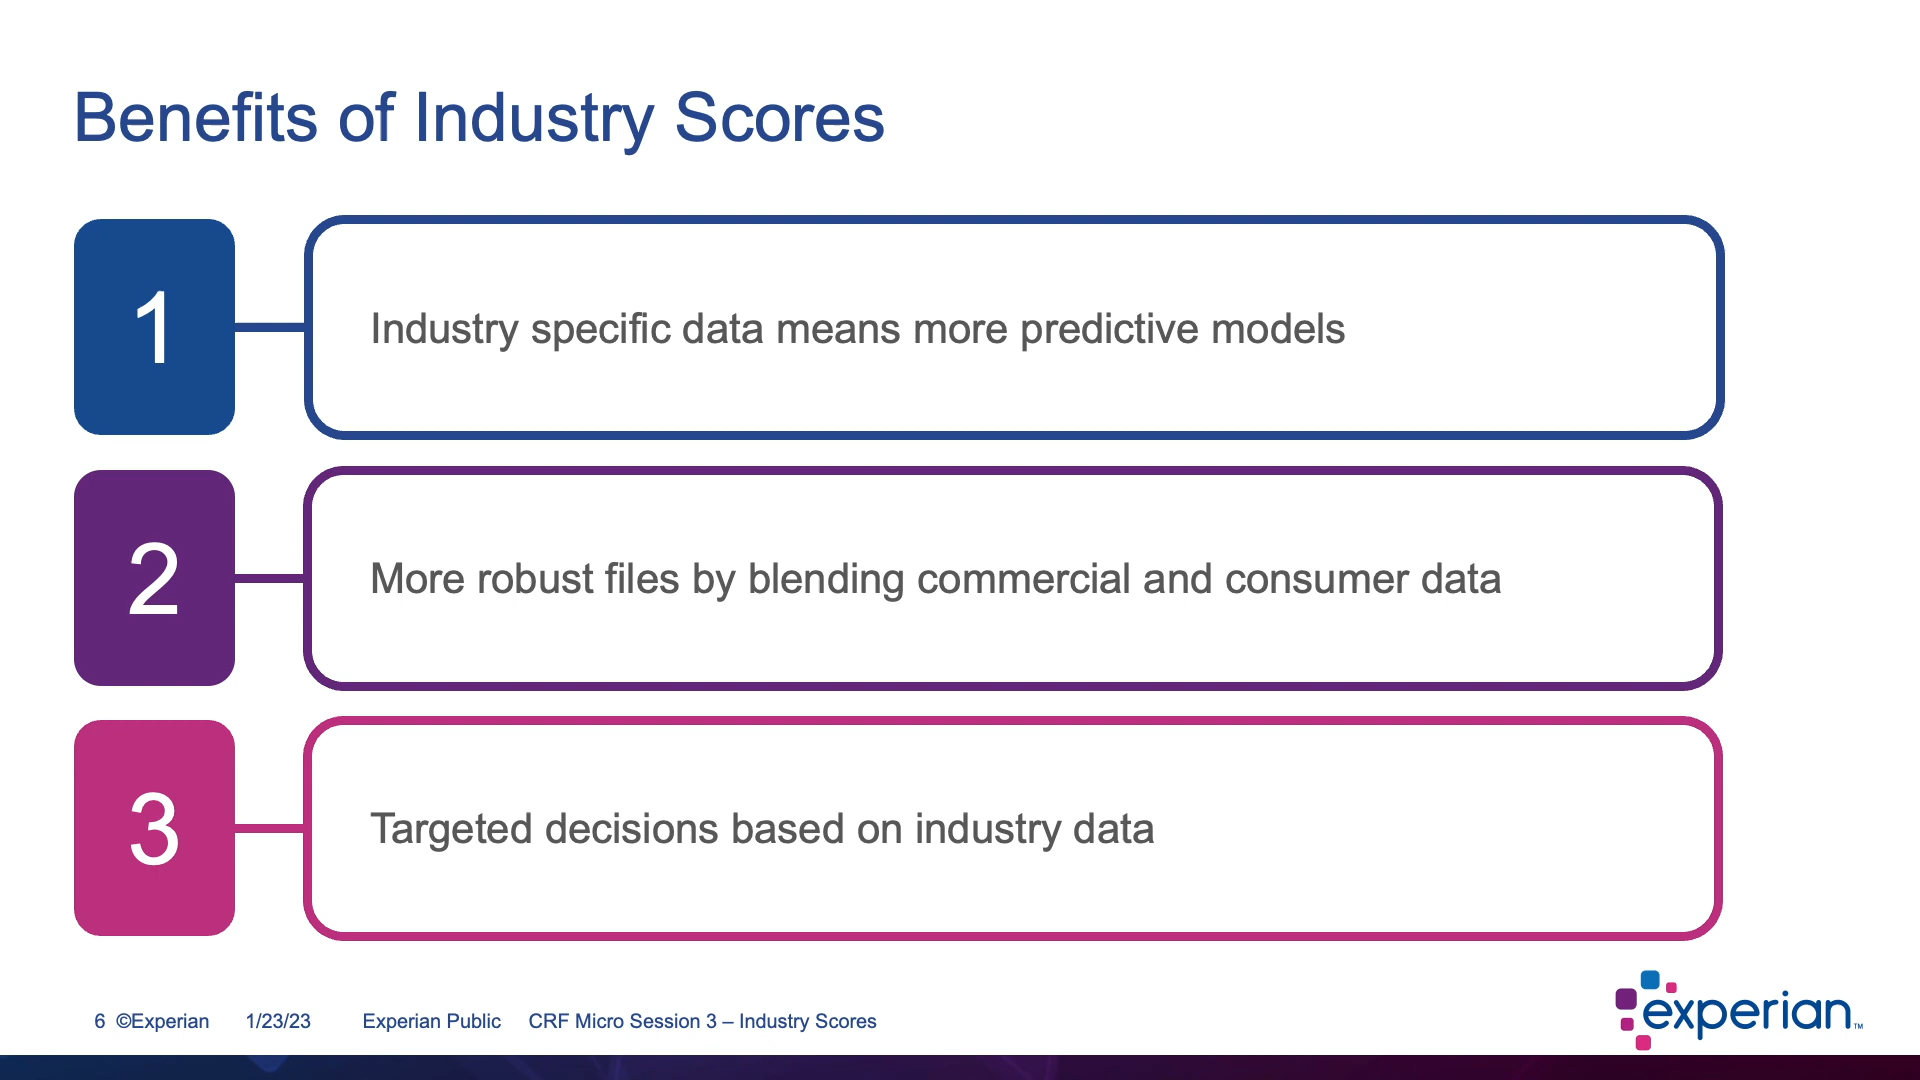 Benefits of Industry Scores
1
Industry specific data means more predictive models
2
More robust files by blending commercial and consumer data
3
Targeted decisions based on industry data
6 ©Experian 1/23/23 Experian Public CRF Micro Session 3 – Industry Scores
experian™